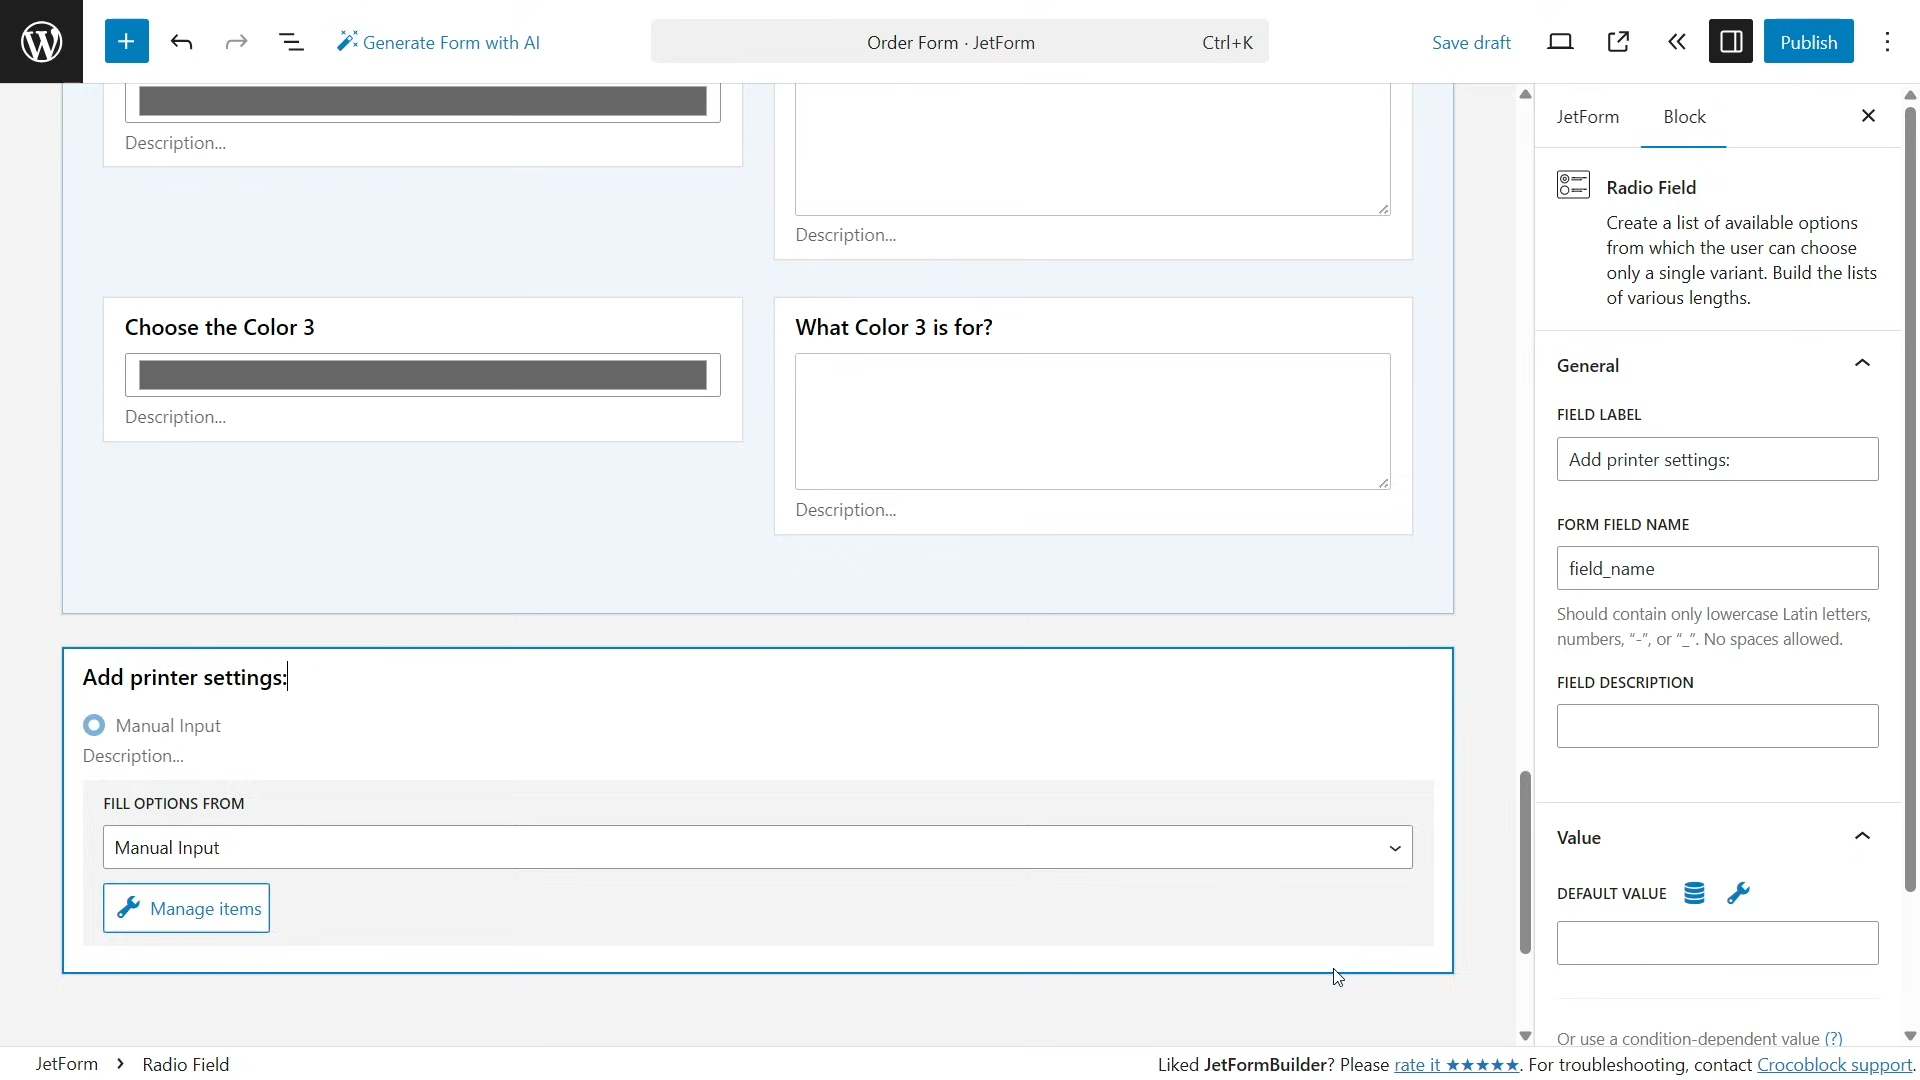 Generate Form with AI
Order Form · JetForm Ctrl+K
Save draft
Publish
Description...
Description...
Choose the Color 3
Description...
What Color 3 is for?
Description...
Add printer settings:
Manual Input
Description...
FILL OPTIONS FROM
Manual Input
Manage items
JetForm
Block
Radio Field
Create a list of available options
from which the user can choose
only a single variant. Build the lists
of various lengths.
General
FIELD LABEL
Add printer settings:
FORM FIELD NAME
field_name
Should contain only lowercase Latin letters,
numbers, “-”, or “_”. No spaces allowed.
FIELD DESCRIPTION
Value
DEFAULT VALUE
Or use a condition-dependent value (?)
JetForm > Radio Field
Liked JetFormBuilder? Please rate it ★★★★★. For troubleshooting, contact Crocoblock support.